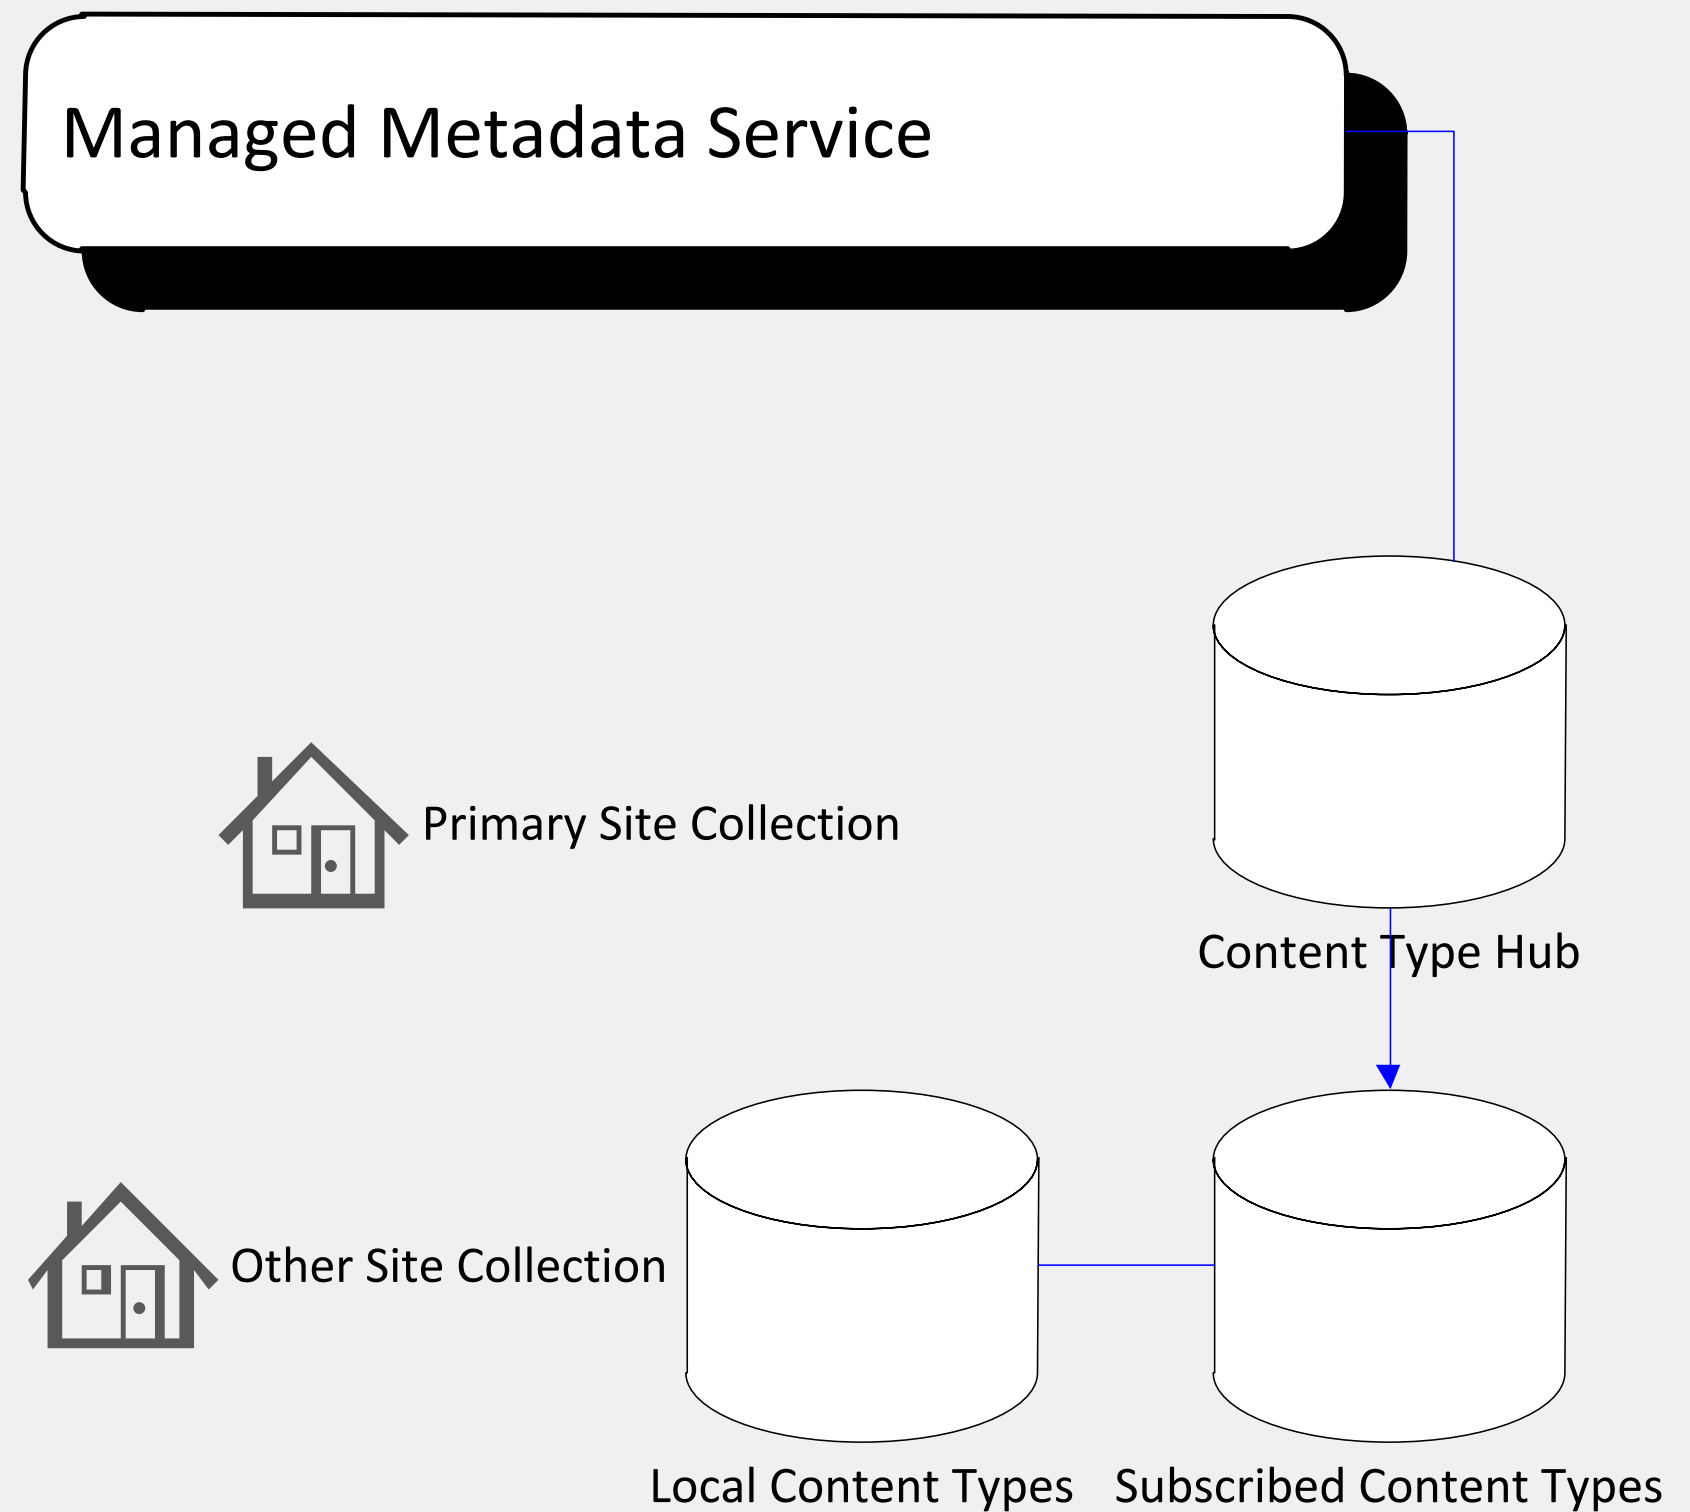 Managed Metadata Service
Primary Site Collection
Content Type Hub
Other Site Collection
Local Content Types
Subscribed Content Types